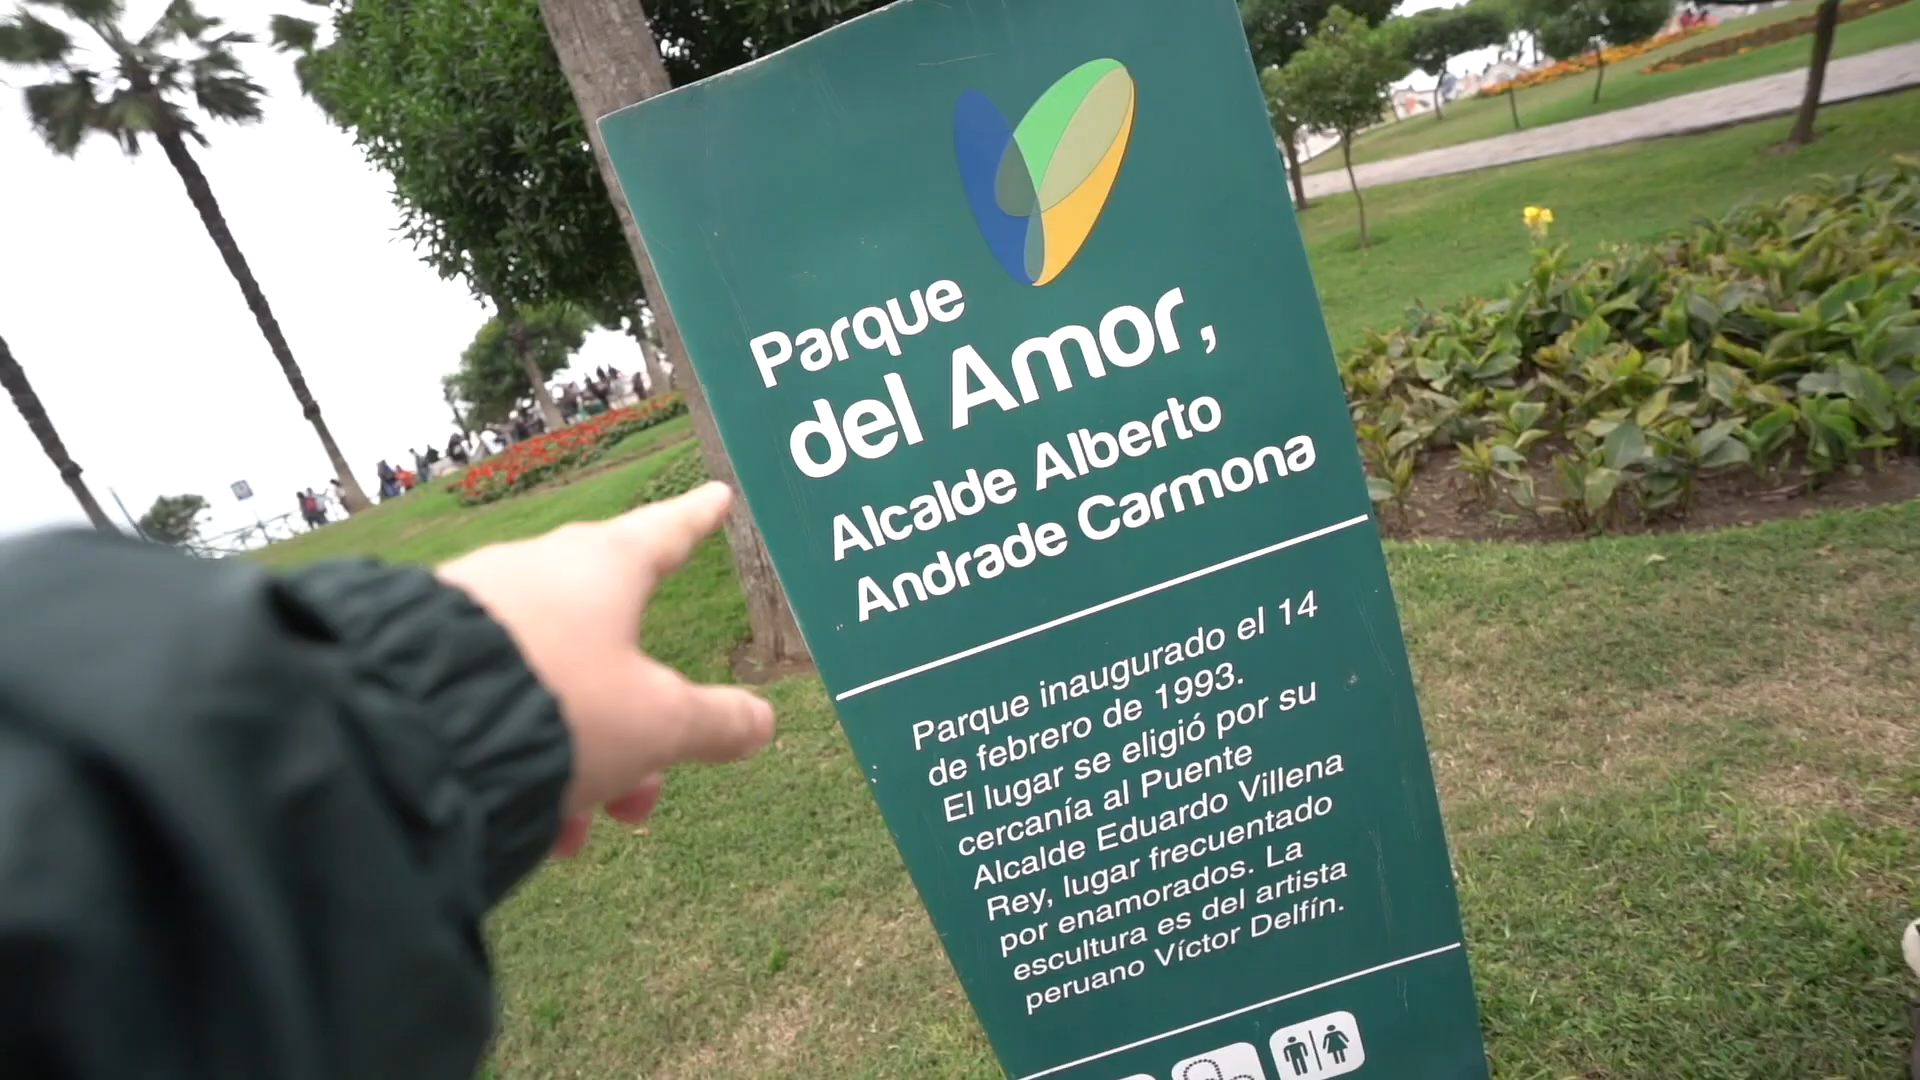 Parque
del Amor,
Alcalde Alberto
Andrade Carmona
Parque inaugurado el 14
de febrero de 1993.
El lugar se eligió por su
cercanía al Puente
Alcalde Eduardo Villena
Rey, lugar frecuentado
por enamorados. La
escultura es del artista
peruano Víctor Delfín.